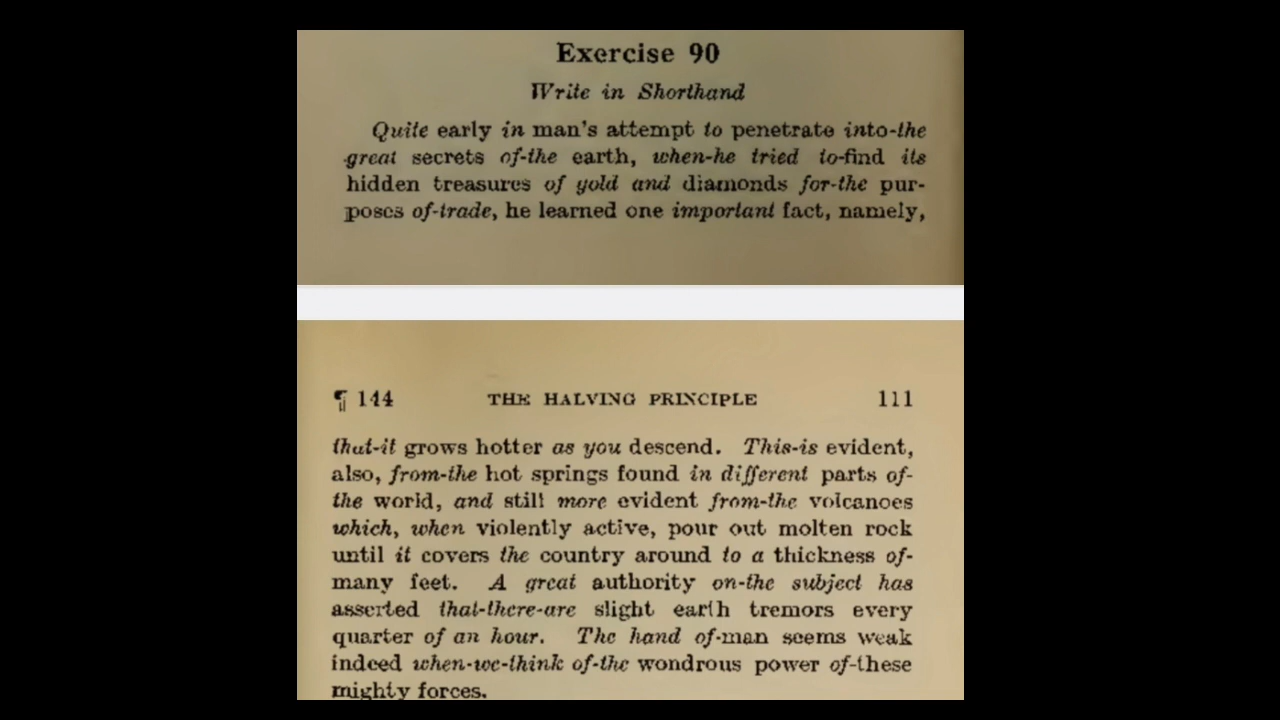 Exercise 90
Write in Shorthand
Quite early in man's attempt to penetrate into-the
great secrets of-the earth, when-he tried to-find its
hidden treasures of gold and diamonds for-the pur-
poses of-trade, he learned one important fact, namely,
¶ 144 THE HALVING PRINCIPLE 111
that-it grows hotter as you descend. This-is evident,
also, from-the hot springs found in different parts of-
the world, and still more evident from-the volcanoes
which, when violently active, pour out molten rock
until it covers the country around to a thickness of-
many feet. A great authority on-the subject has
asserted that-there-are slight earth tremors every
quarter of an hour. The hand of-man seems weak
indeed when-we-think of-the wondrous power of-these
mighty forces.